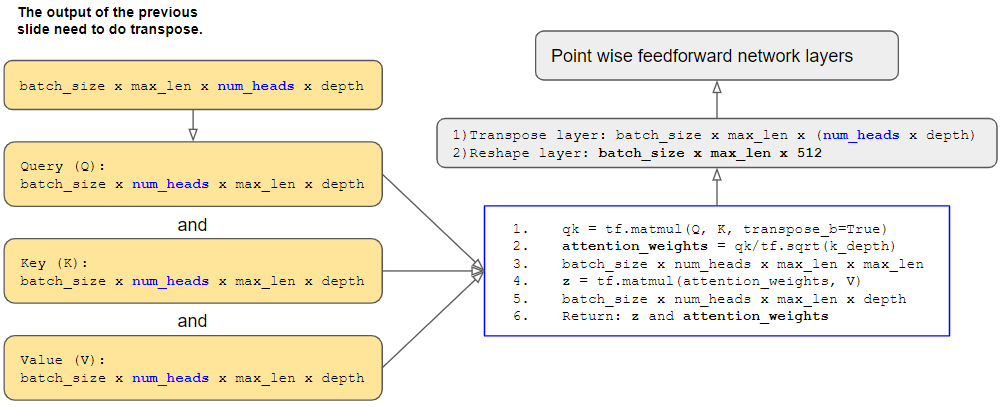 The output of the previous
slide need to do transpose.
batch_size x max_len x num_heads x depth
Query (Q):
batch_size x num_heads x max_len x depth
and
Key (K):
batch_size x num_heads x max_len x depth
and
Value (V):
batch_size x num_heads x max_len x depth
Point wise feedforward network layers
1)Transpose layer: batch_size x max_len x (num_heads x depth)
2)Reshape layer: batch_size x max_len x 512
1. qk = tf.matmul(Q, K, transpose_b=True)
2. attention_weights = qk/tf.sqrt(k_depth)
3. batch_size x num_heads x max_len x max_len
4. z = tf.matmul(attention_weights, V)
5. batch_size x num_heads x max_len x depth
6. Return: z and attention_weights